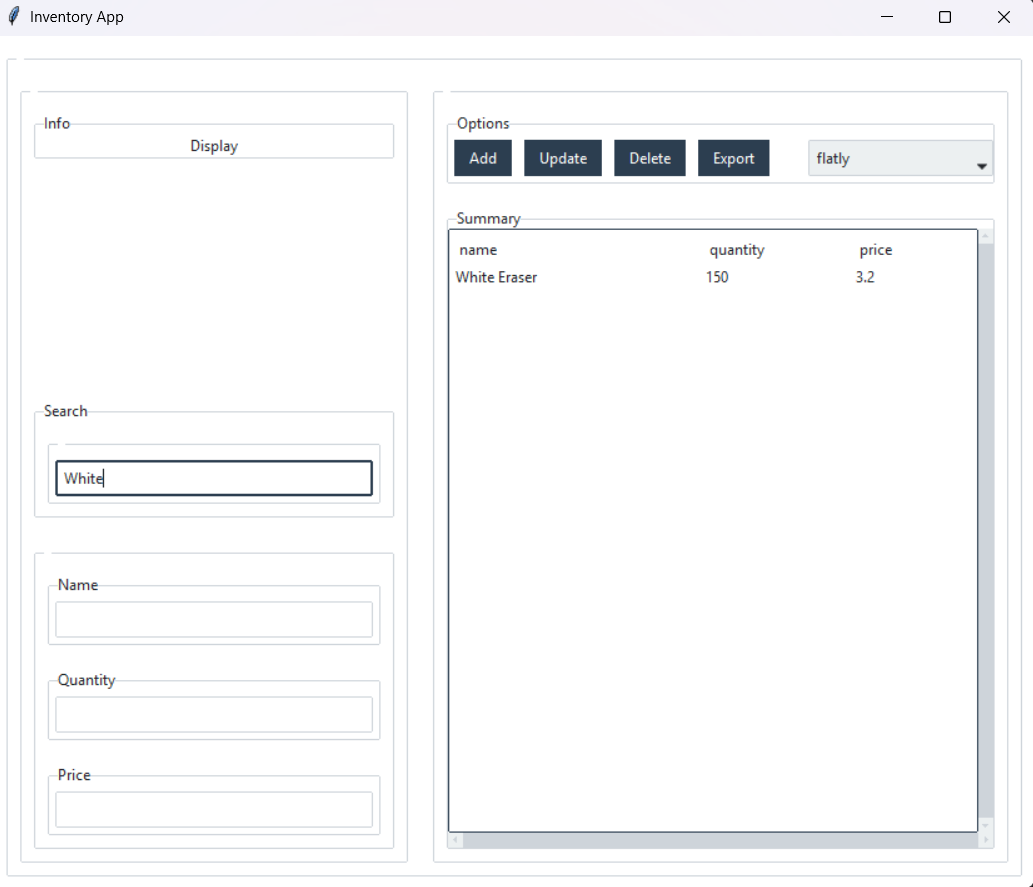 Inventory App
Info
Display
Search
White
Name
Quantity
Price
Options
Add Update Delete Export flatly
Summary
name quantity price
White Eraser 150 3.2